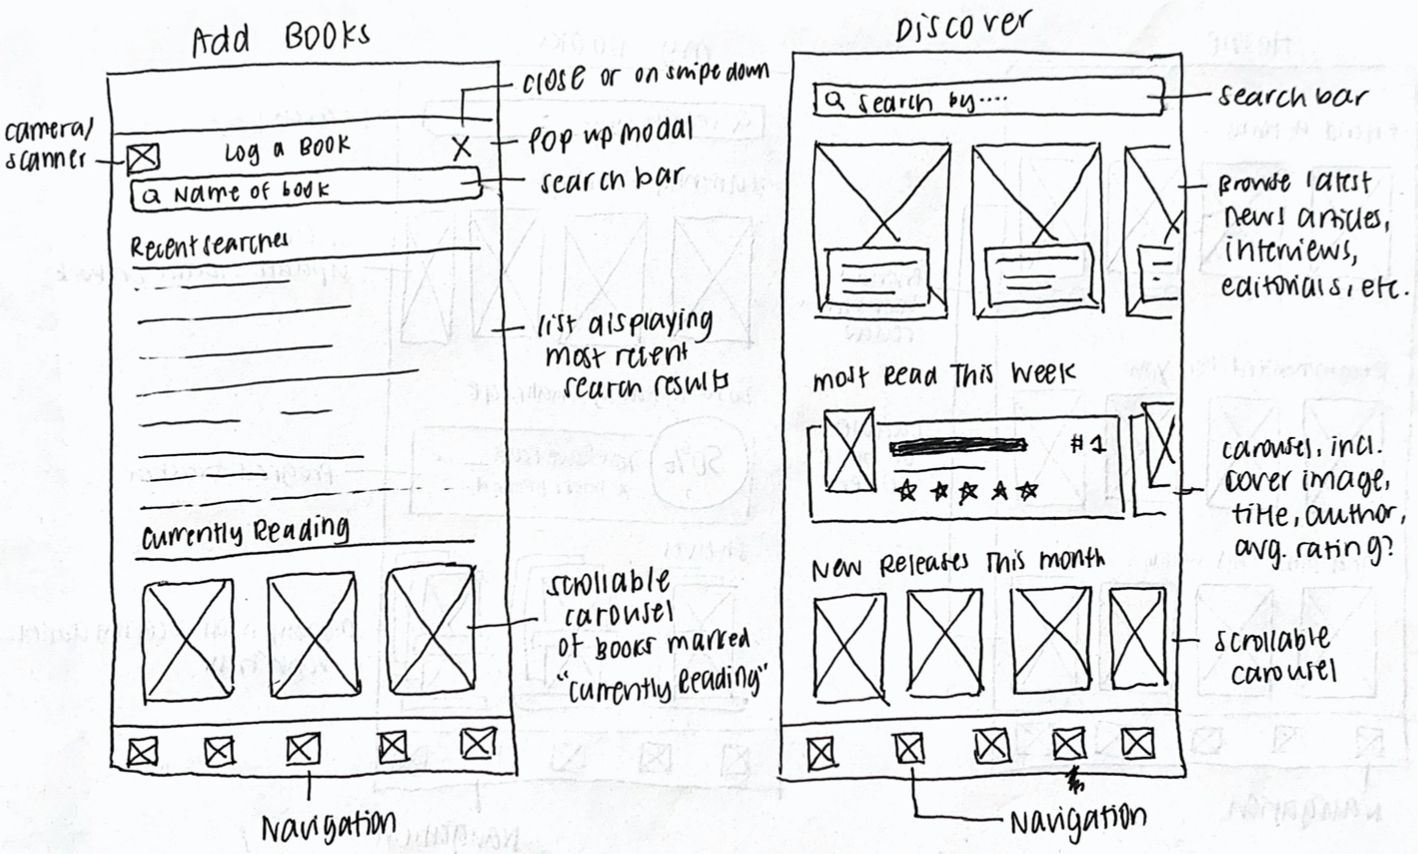 Add BOOKS
close or on swipe down
camera/
scanner
Log a BOOK
X
Pop up modal
Name of book
search bar
Recent searches
list displaying
most recent
search results
Currently Reading
scrollable
carousel
of BOOKS marked
"currently Reading"
Navigation
Discover
search by....
search bar
Browse latest
news articles,
interviews,
editorials, etc.
most Read This Week
#1
carousel, incl.
cover image,
title, author,
avg. rating?
New Releases This month
scrollable
carousel
Navigation